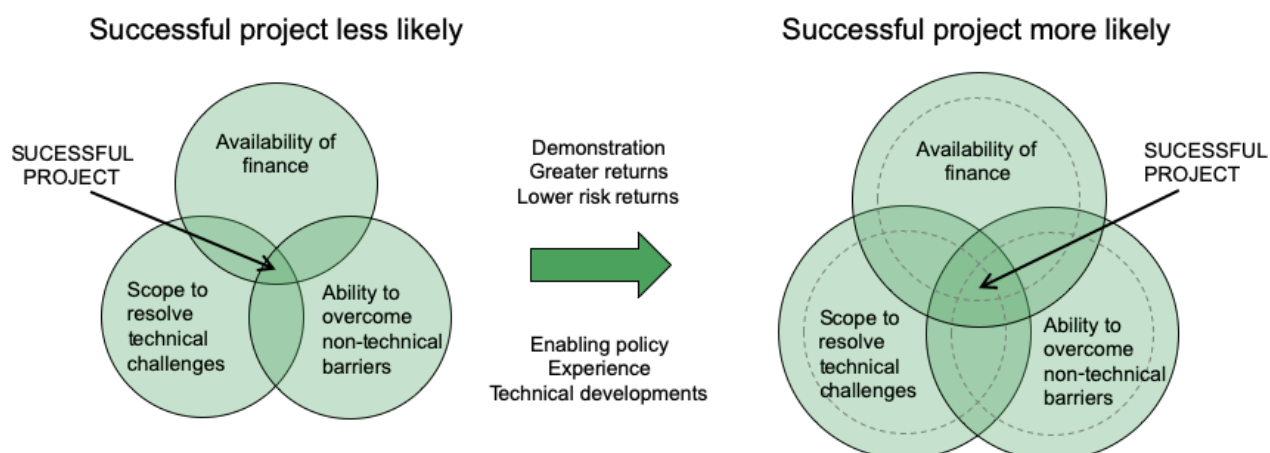 Successful project less likely
Successful project more likely
SUCESSFUL
PROJECT
Availability of
finance
Scope to
resolve
technical
challenges
Ability to
overcome
non-technical
barriers
Demonstration
Greater returns
Lower risk returns
Enabling policy
Experience
Technical developments
Availability of
finance
SUCESSFUL
PROJECT
Scope to
resolve
technical
challenges
Ability to
overcome
non-technical
barriers